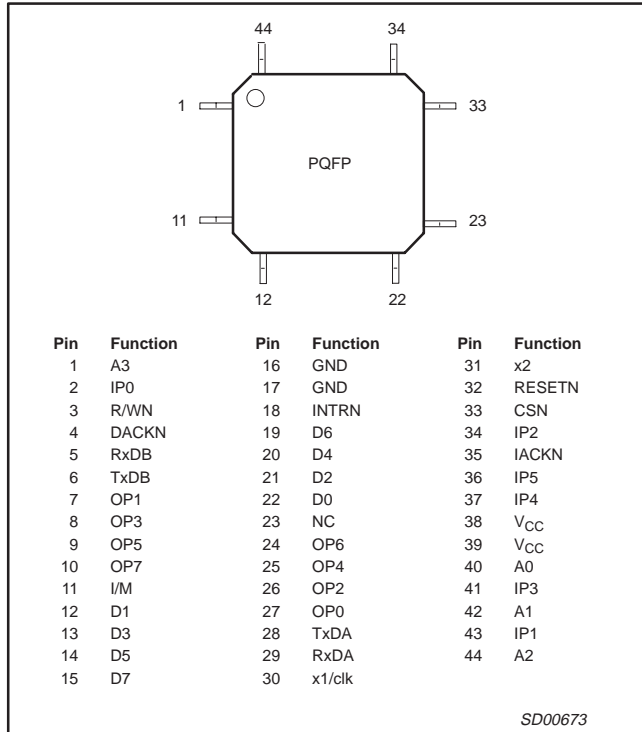 44 34
1 33
PQFP
11 23
12 22
Pin Function Pin Function Pin Function
1 A3 16 GND 31 x2
2 IP0 17 GND 32 RESETN
3 R/WN 18 INTRN 33 CSN
4 DACKN 19 D6 34 IP2
5 RxDB 20 D4 35 IACKN
6 TxDB 21 D2 36 IP5
7 OP1 22 D0 37 IP4
8 OP3 23 NC 38 VCC
9 OP5 24 OP6 39 VCC
10 OP7 25 OP4 40 A0
11 I/M 26 OP2 41 IP3
12 D1 27 OP0 42 A1
13 D3 28 TxDA 43 IP1
14 D5 29 RxDA 44 A2
15 D7 30 x1/clk
SD00673